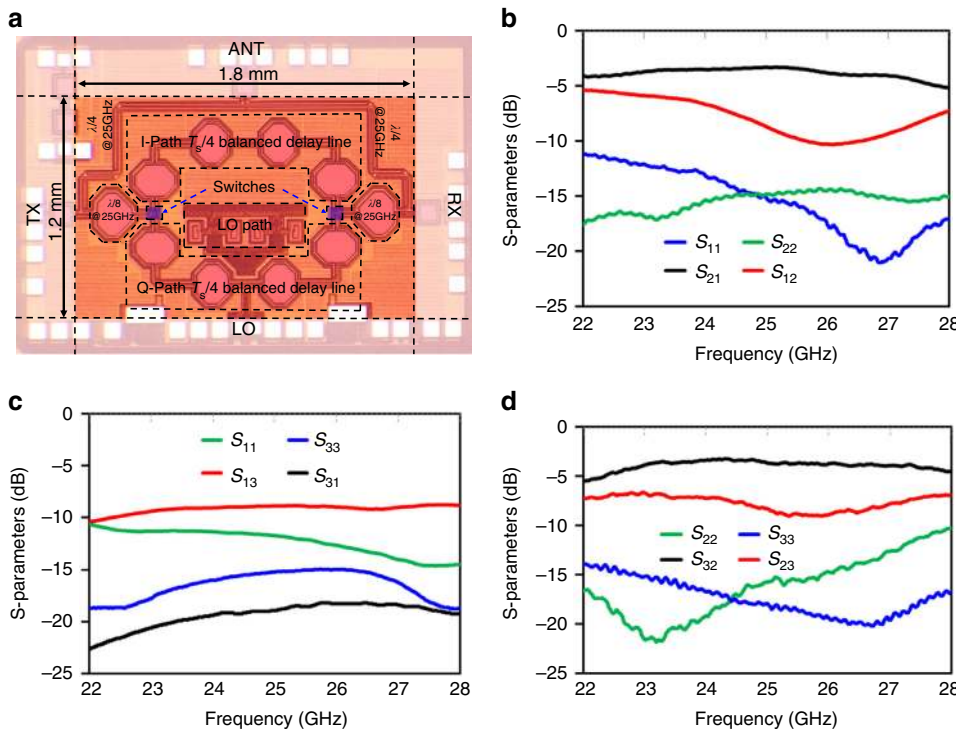 a
ANT
1.8 mm
λ/4
@25GHz
λ/4
@25GHz
I-Path Ts/4 balanced delay line
Switches
TX
1.2 mm
λ/8
@25GHz
LO path
λ/8
@25GHz
RX
Q-Path Ts/4 balanced delay line
LO
b
0
−5
−10
−15
−20
−25
S-parameters (dB)
S11 S22
S21 S12
22 23 24 25 26 27 28
Frequency (GHz)
c
0
−5
−10
−15
−20
−25
S-parameters (dB)
S11 S33
S13 S31
22 23 24 25 26 27 28
Frequency (GHz)
d
0
−5
−10
−15
−20
−25
S-parameters (dB)
S22 S33
S32 S23
22 23 24 25 26 27 28
Frequency (GHz)